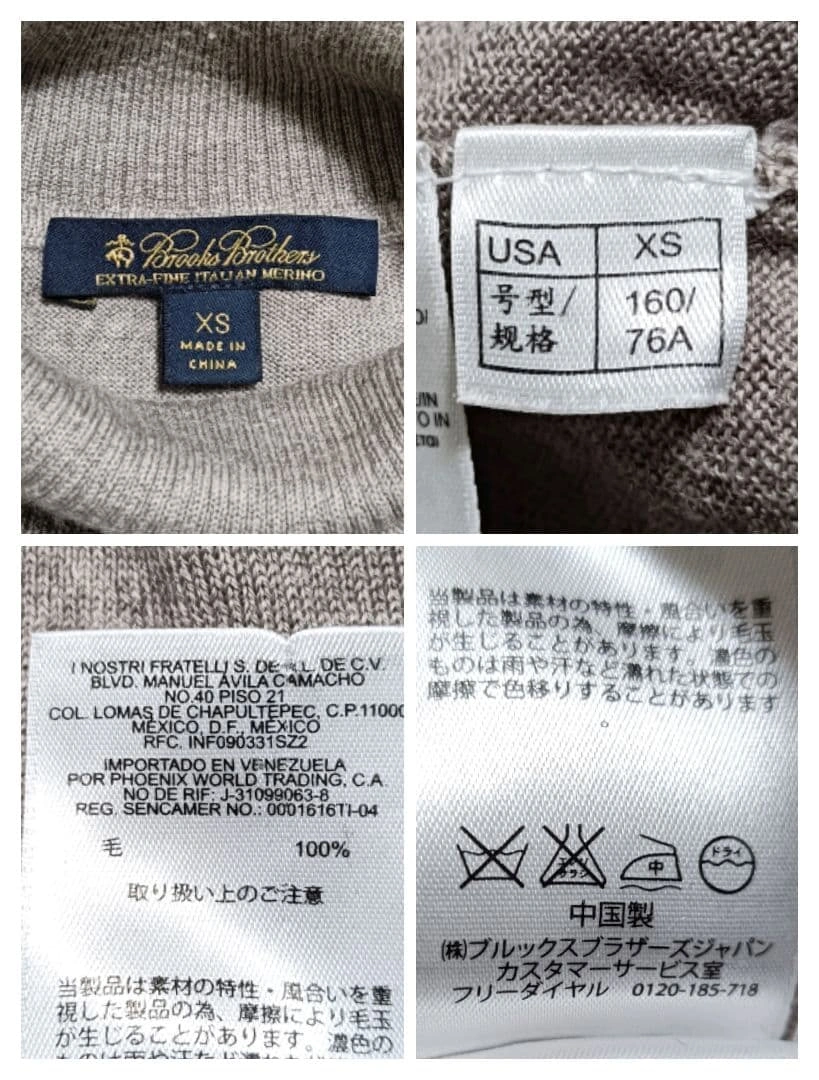 Brooks Brothers
EXTRA-FINE ITALIAN MERINO
XS
MADE IN
CHINA
USA XS
号型/ 160/
规格 76A
I NOSTRI FRATELLI S. DE R.L. DE C.V.
BLVD. MANUEL ÁVILA CAMACHO
NO.40 PISO 21
COL. LOMAS DE CHAPULTEPEC, C.P.11000
MÉXICO, D.F., MÉXICO
RFC. INF090331SZ2
IMPORTADO EN VENEZUELA
POR PHOENIX WORLD TRADING, C.A.
NO DE RIF: J-31099063-8
REG. SENCAMER NO.: 0001616TI-04
毛 100%
取り扱い上のご注意
当製品は素材の特性・風合いを重
視した製品の為、摩擦により毛玉
が生じることがあります。濃色の
当製品は素材の特性・風合いを重
視した製品の為、摩擦により毛玉
が生じることがあります。濃色の
ものは雨や汗など濡れた状態での
摩擦で色移りすることがあります
。
エンソ
サラシ
中
ドライ
中国製
(株)ブルックスブラザーズジャパン
カスタマーサービス室
フリーダイヤル 0120-185-718